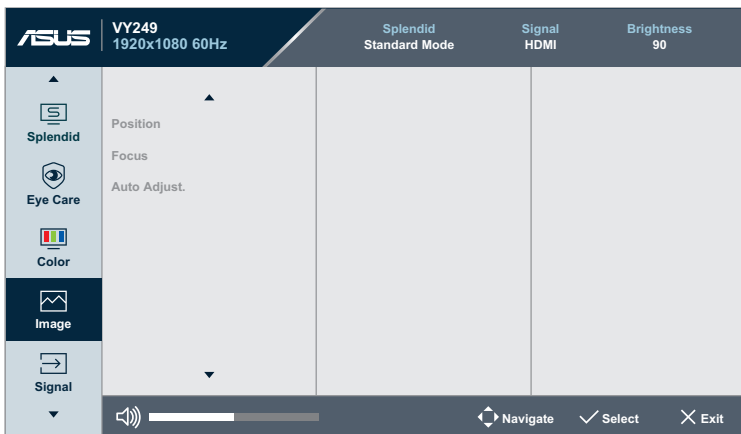 ASUS
VY249
1920x1080 60Hz
Splendid
Standard Mode
Signal
HDMI
Brightness
90
Splendid
Eye Care
Color
Image
Signal
Position
Focus
Auto Adjust.
Navigate
Select
Exit